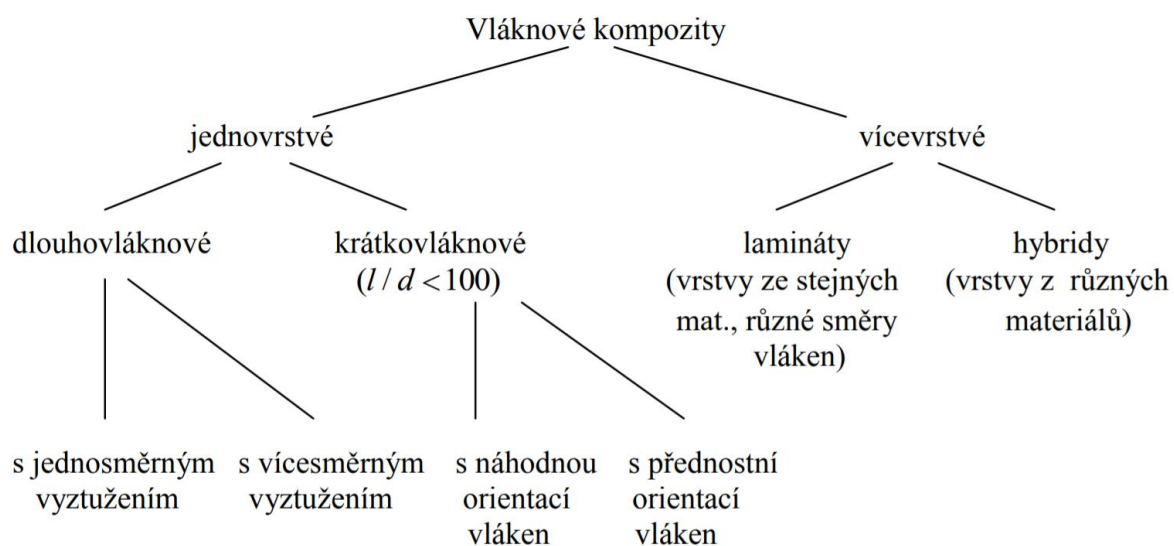 Vláknové kompozity
jednovrstvé
vícevrstvé
dlouhovláknové
krátkovláknové
(l / d < 100)
lamináty
(vrstvy ze stejných
mat., různé směry
vláken)
hybridy
(vrstvy z různých
materiálů)
s jednosměrným
vyztužením
s vícesměrným
vyztužením
s náhodnou
orientací
vláken
s přednostní
orientací
vláken